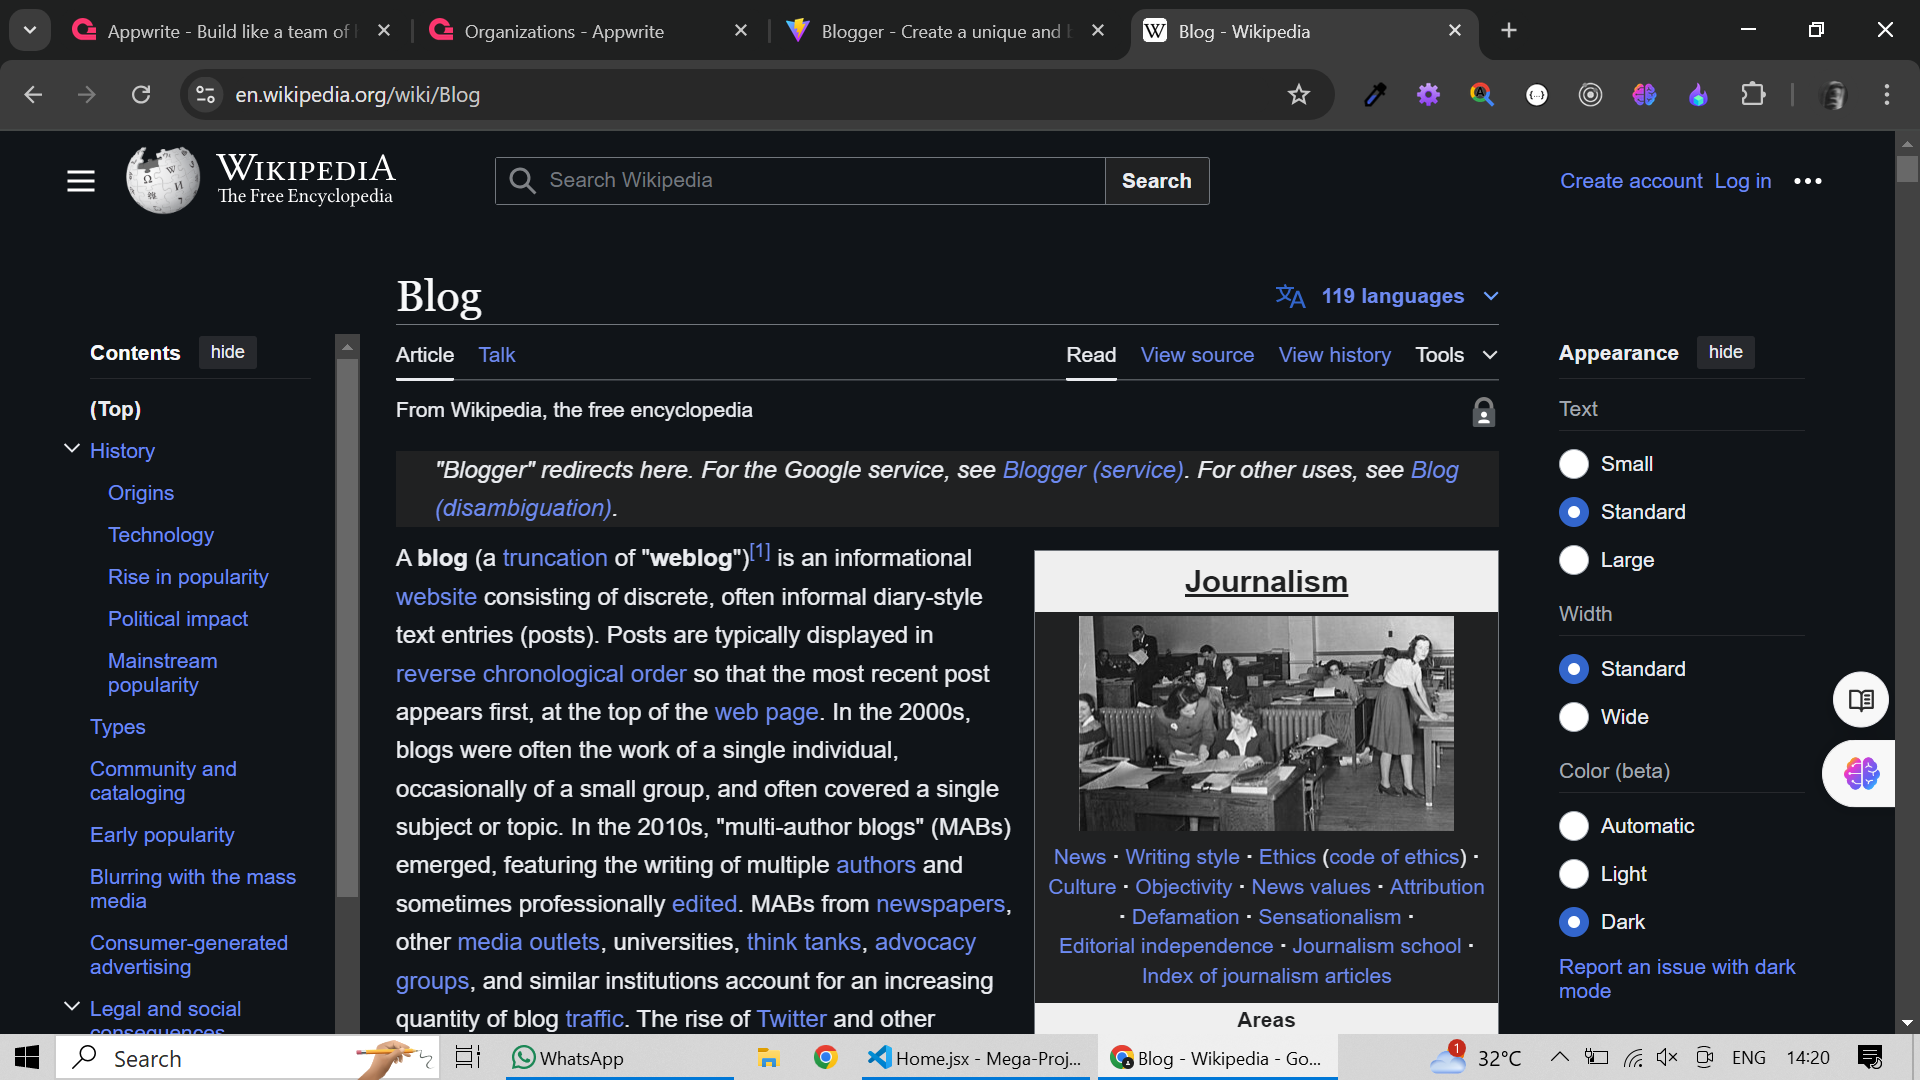 Appwrite - Build like a team of
Organizations - Appwrite
Blogger - Create a unique and
Blog - Wikipedia
en.wikipedia.org/wiki/Blog
WIKIPEDIA
The Free Encyclopedia
Search Wikipedia
Search
Create account
Log in
Blog
119 languages
Contents
hide
(Top)
History
Origins
Technology
Rise in popularity
Political impact
Mainstream
popularity
Types
Community and
cataloging
Early popularity
Blurring with the mass
media
Consumer-generated
advertising
Legal and social
consequences
Article
Talk
Read
View source
View history
Tools
From Wikipedia, the free encyclopedia
"Blogger" redirects here. For the Google service, see Blogger (service). For other uses, see Blog
(disambiguation).
A blog (a truncation of "weblog")[1] is an informational
website consisting of discrete, often informal diary-style
text entries (posts). Posts are typically displayed in
reverse chronological order so that the most recent post
appears first, at the top of the web page. In the 2000s,
blogs were often the work of a single individual,
occasionally of a small group, and often covered a single
subject or topic. In the 2010s, "multi-author blogs" (MABs)
emerged, featuring the writing of multiple authors and
sometimes professionally edited. MABs from newspapers,
other media outlets, universities, think tanks, advocacy
groups, and similar institutions account for an increasing
quantity of blog traffic. The rise of Twitter and other
Journalism
News · Writing style · Ethics (code of ethics) ·
Culture · Objectivity · News values · Attribution
· Defamation · Sensationalism ·
Editorial independence · Journalism school ·
Index of journalism articles
Areas
Appearance
hide
Text
Small
Standard
Large
Width
Standard
Wide
Color (beta)
Automatic
Light
Dark
Report an issue with dark
mode
Search
WhatsApp
Home.jsx - Mega-Proj...
Blog - Wikipedia - Go...
1
32°C
ENG
14:20